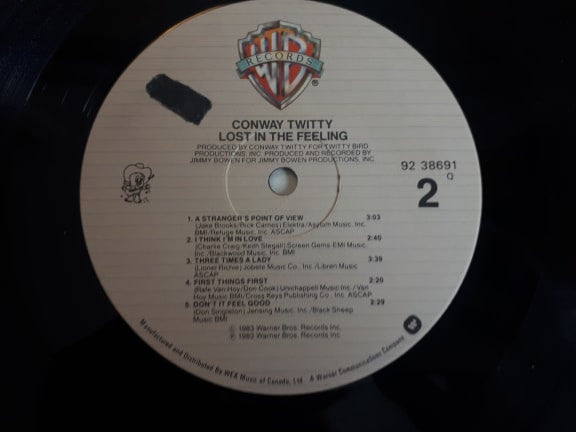 WB
RECORDS
®
CONWAY TWITTY
LOST IN THE FEELING
PRODUCED BY CONWAY TWITTY FOR TWITTY BIRD
PRODUCTIONS, INC. PRODUCED AND RECORDED BY
JIMMY BOWEN FOR JIMMY BOWEN PRODUCTIONS, INC
92 38691
G
2
1. A STRANGER'S POINT OF VIEW 3:03
(Jake Brooks/Rick Carnes) Elektra/Asylum Music. Inc.
BMI/Refuge Music. Inc. ASCAP
2. I THINK I'M IN LOVE 2:40
(Charlie Craig/Keith Stegall) Screen Gems-EMI Music
Inc./Blackwood Music. Inc. BMI
3. THREE TIMES A LADY 3:39
(Lionel Richie) Jobete Music Co., Inc./Libren Music
ASCAP
4. FIRST THINGS FIRST 2:20
(Rafe Van Hoy/Don Cook) Unichappell Music Inc./Van
Hoy Music BMI/Cross Keys Publishing Co., Inc. ASCAP
5. DON'T IT FEEL GOOD 2:29
(Don Singleton) Jensing Music. Inc./Black Sheep
Music BMI
© 1983 Warner Bros. Records Inc.
℗ 1983 Warner Bros. Records Inc.
Manufactured and Distributed By WEA Music of Canada, Ltd. A Warner Communications Company